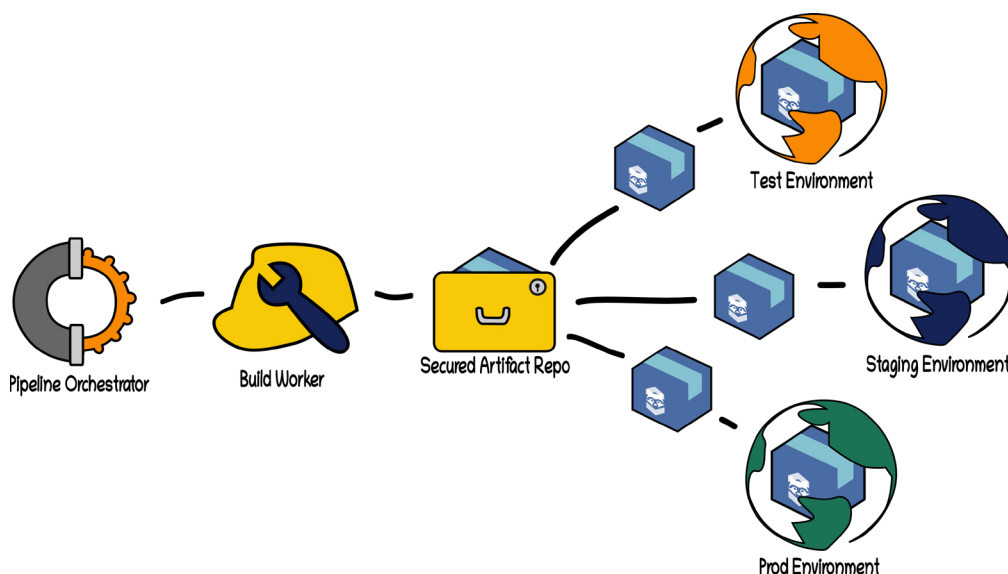 Test Environment
Pipeline Orchestrator
Build Worker
Secured Artifact Repo
Staging Environment
Prod Environment